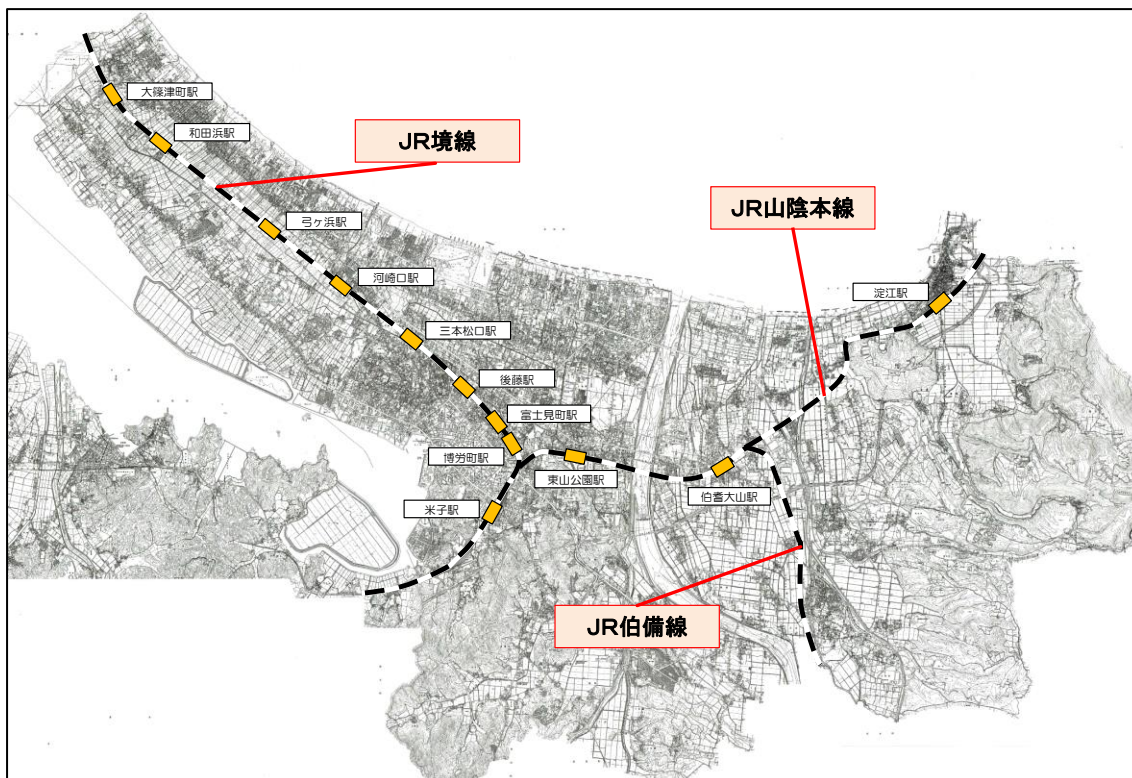 大篠津町駅
和田浜駅
JR境線
弓ヶ浜駅
JR山陰本線
河崎口駅
淀江駅
三本松口駅
後藤駅
富士見町駅
博労町駅
東山公園駅
伯耆大山駅
米子駅
JR伯備線